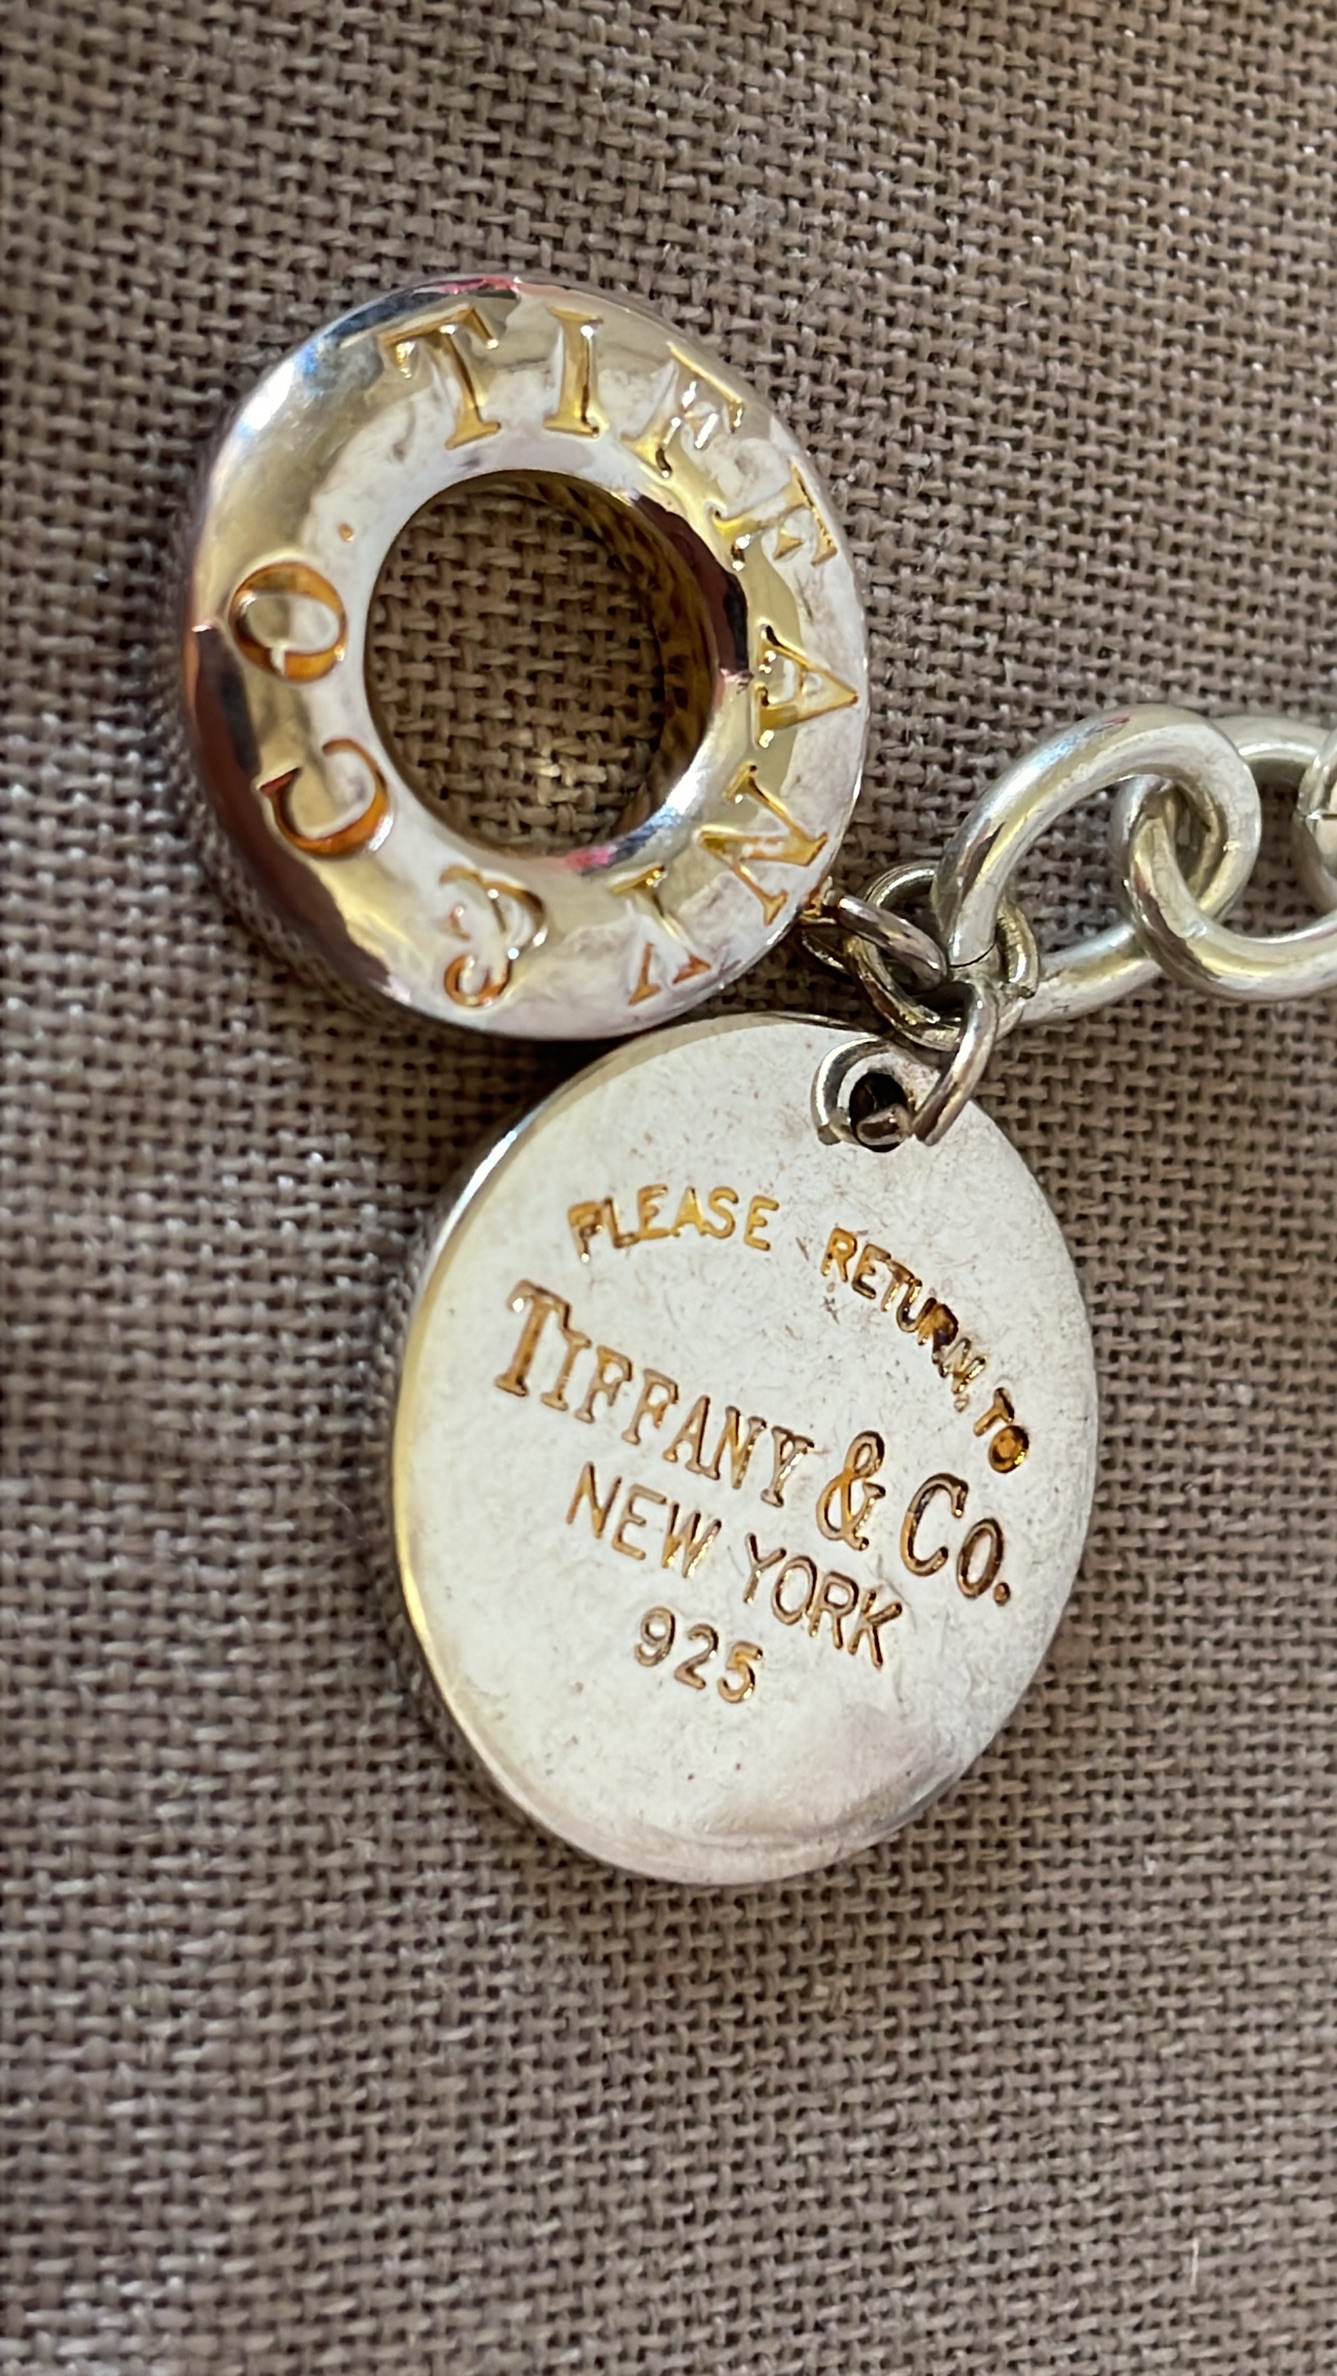 TIFFANY & CO.
PLEASE RETURN TO
TIFFANY & CO.
NEW YORK
925